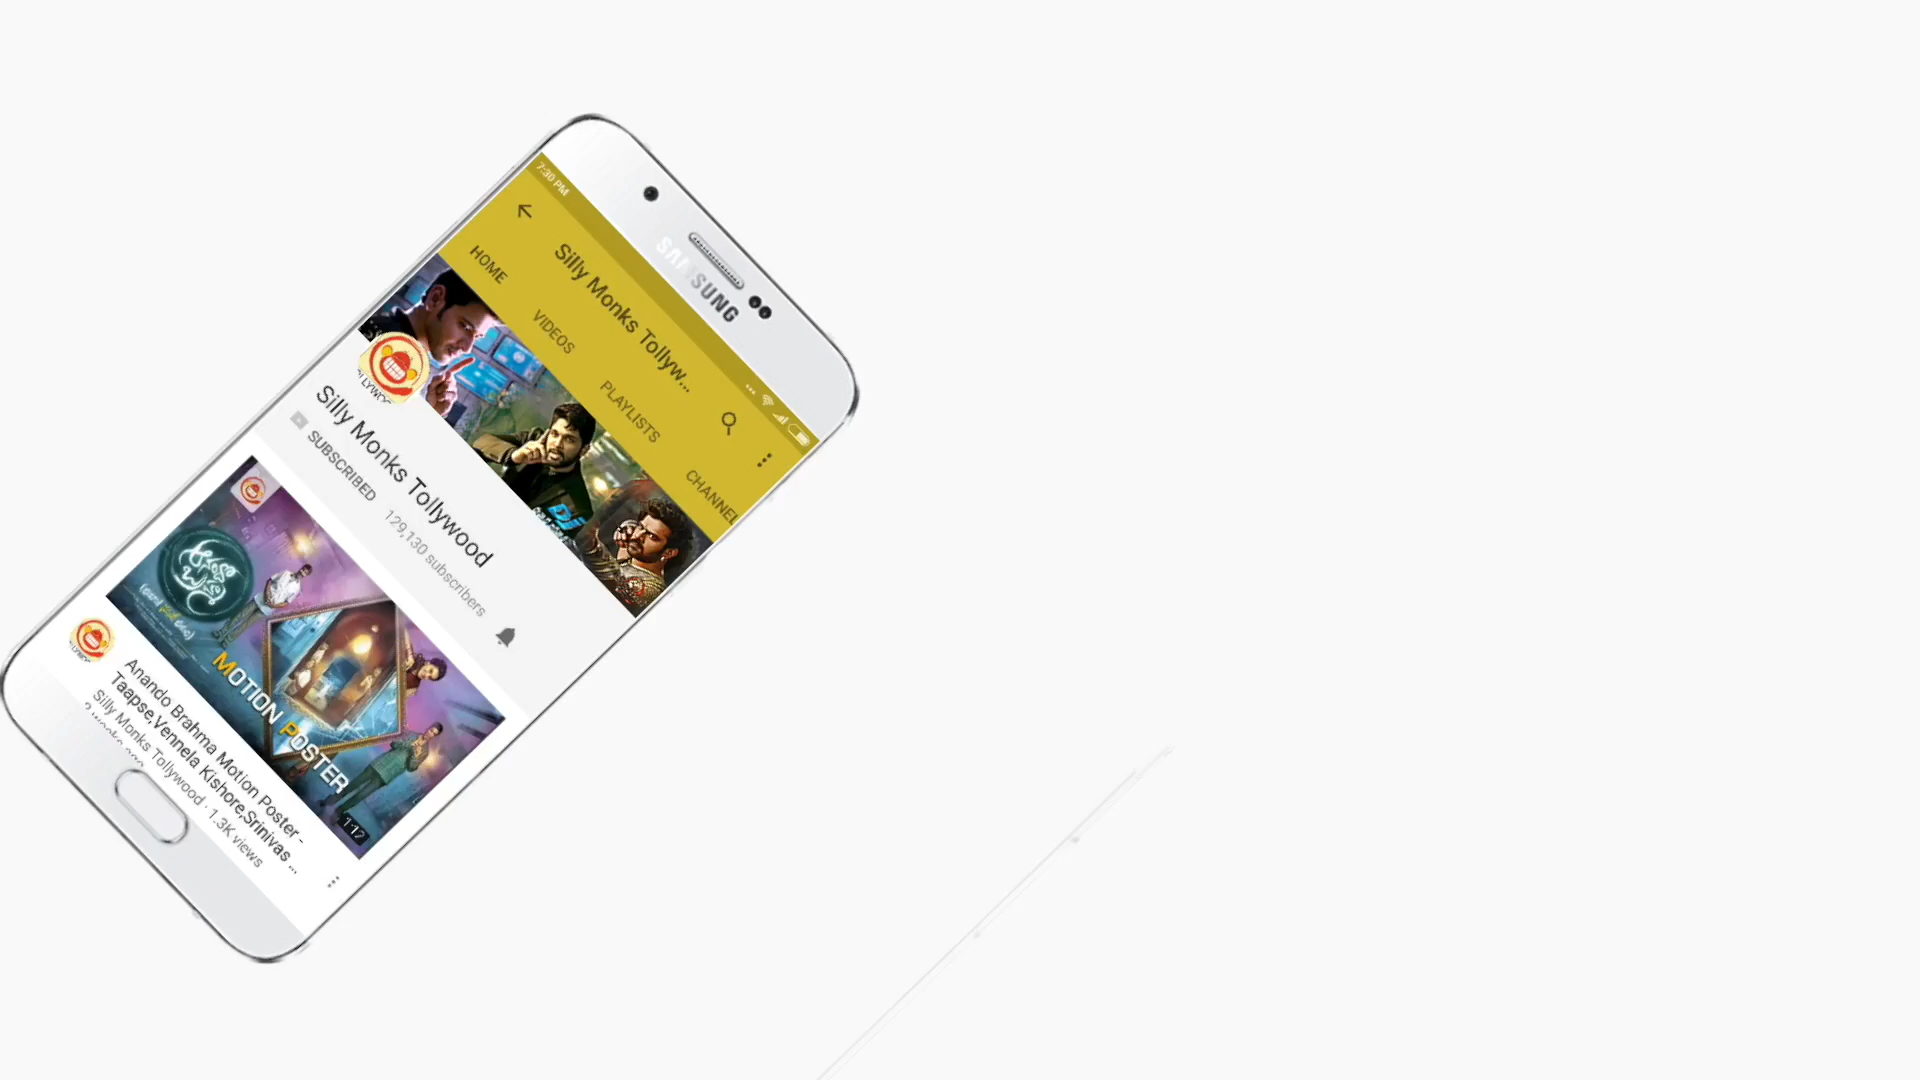 SAMSUNG
7:30 PM
Silly Monks Tollyw...
HOME VIDEOS PLAYLISTS CHANNEL
DJ
Silly Monks Tollywood
SUBSCRIBED 129,130 subscribers
MOTION POSTER
1:12
Anando Brahma Motion Poster -
Taapse,Vennela Kishore,Srinivas ...
Silly Monks Tollywood · 1.3K views